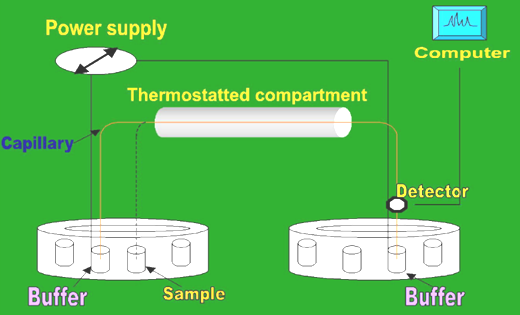 Power supply
Computer
Thermostatted compartment
Capillary
Detector
Buffer
Sample
Buffer